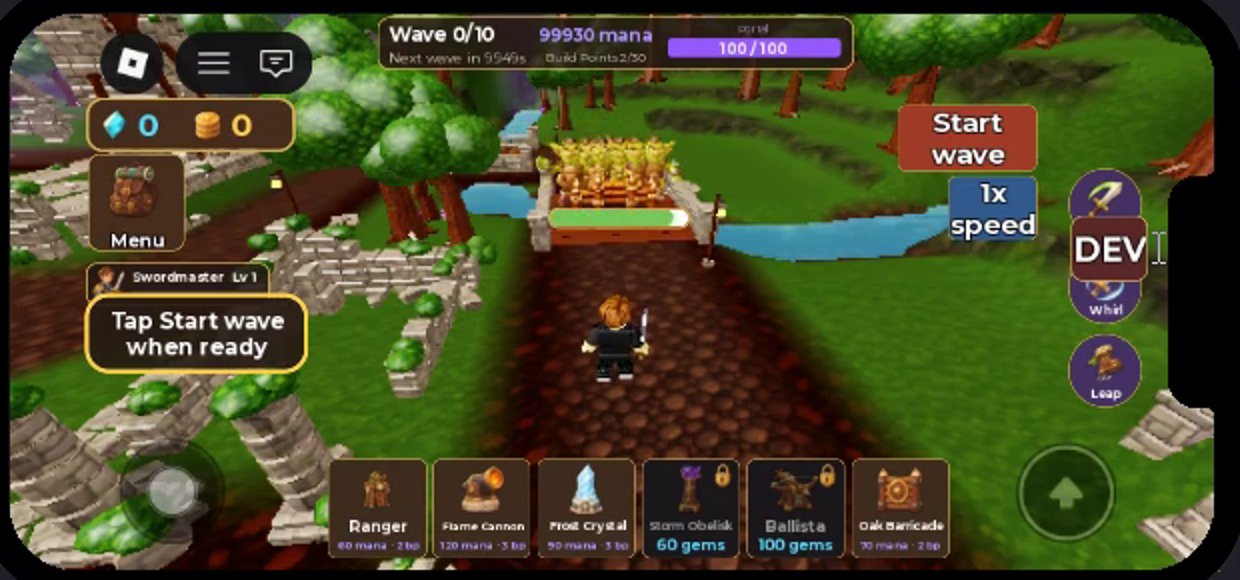 Wave 0/10
99930 mana
Next wave in 9949s
Build Points 2/30
portal
100/100
0
0
Start
wave
1x
speed
Menu
DEV
Swordmaster Lv 1
Whirl
Tap Start wave
when ready
Leap
Ranger
60 mana · 2 bp
Flame Cannon
120 mana · 3 bp
Frost Crystal
90 mana · 3 bp
Storm Obelisk
60 gems
Ballista
100 gems
Oak Barricade
70 mana · 2 bp